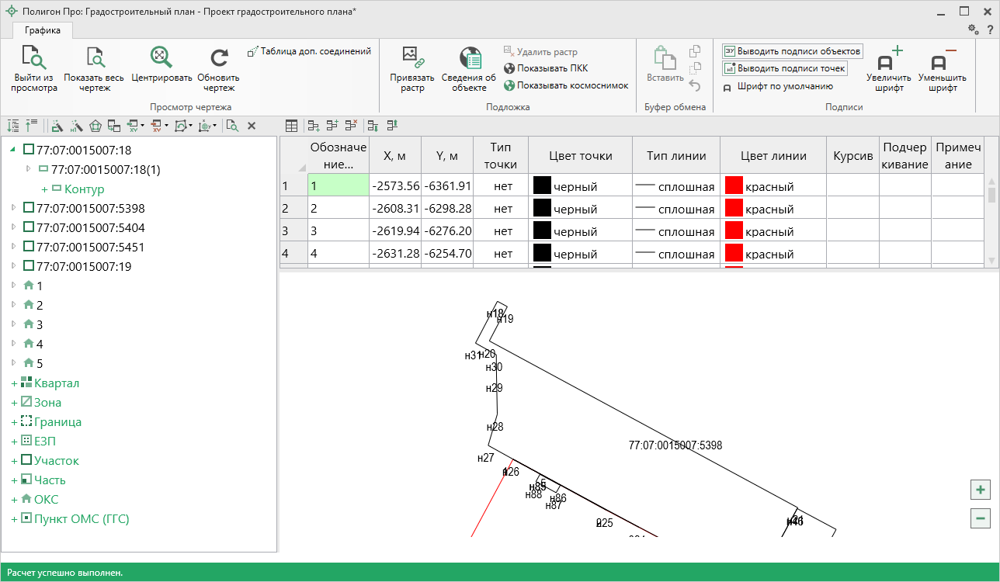 Полигон Про: Градостроительный план - Проект градостроительного плана*
Графика
?
Выйти из просмотра
Показать весь чертеж
Центрировать
Обновить чертеж
Таблица доп. соединений
Просмотр чертежа
Привязать растр
Сведения об объекте
Удалить растр
Показывать ПКК
Показывать космоснимок
Подложка
Вставить
Буфер обмена
Выводить подписи объектов
Выводить подписи точек
Шрифт по умолчанию
Увеличить шрифт
Уменьшить шрифт
Подписи
77:07:0015007:18
77:07:0015007:18(1)
+ Контур
77:07:0015007:5398
77:07:0015007:5404
77:07:0015007:5451
77:07:0015007:19
1
2
3
4
5
+ Квартал
+ Зона
+ Граница
+ ЕЗП
+ Участок
+ Часть
+ ОКС
+ Пункт ОМС (ГГС)
Обозначе ние... X, м Y, м Тип точки Цвет точки Тип линии Цвет линии Курсив Подчер кивание Примеч ание
1 1 -2573.56 -6361.91 нет черный сплошная красный
2 2 -2608.31 -6298.28 нет черный сплошная красный
3 3 -2619.94 -6276.20 нет черный сплошная красный
4 4 -2631.28 -6254.70 нет черный сплошная красный
н18
н19
н31
н20
н30
н29
н28
77:07:0015007:5398
н27
н88
н86
н87
Расчет успешно выполнен.